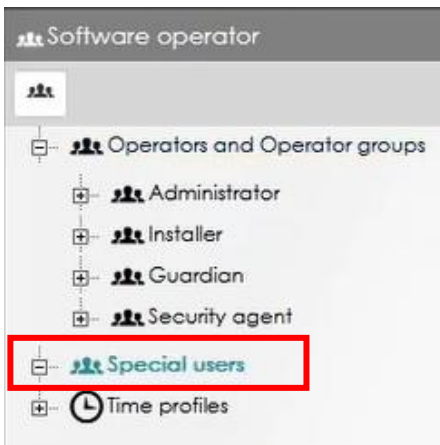 Software operator
Operators and Operator groups
Administrator
Installer
Guardian
Security agent
Special users
Time profiles